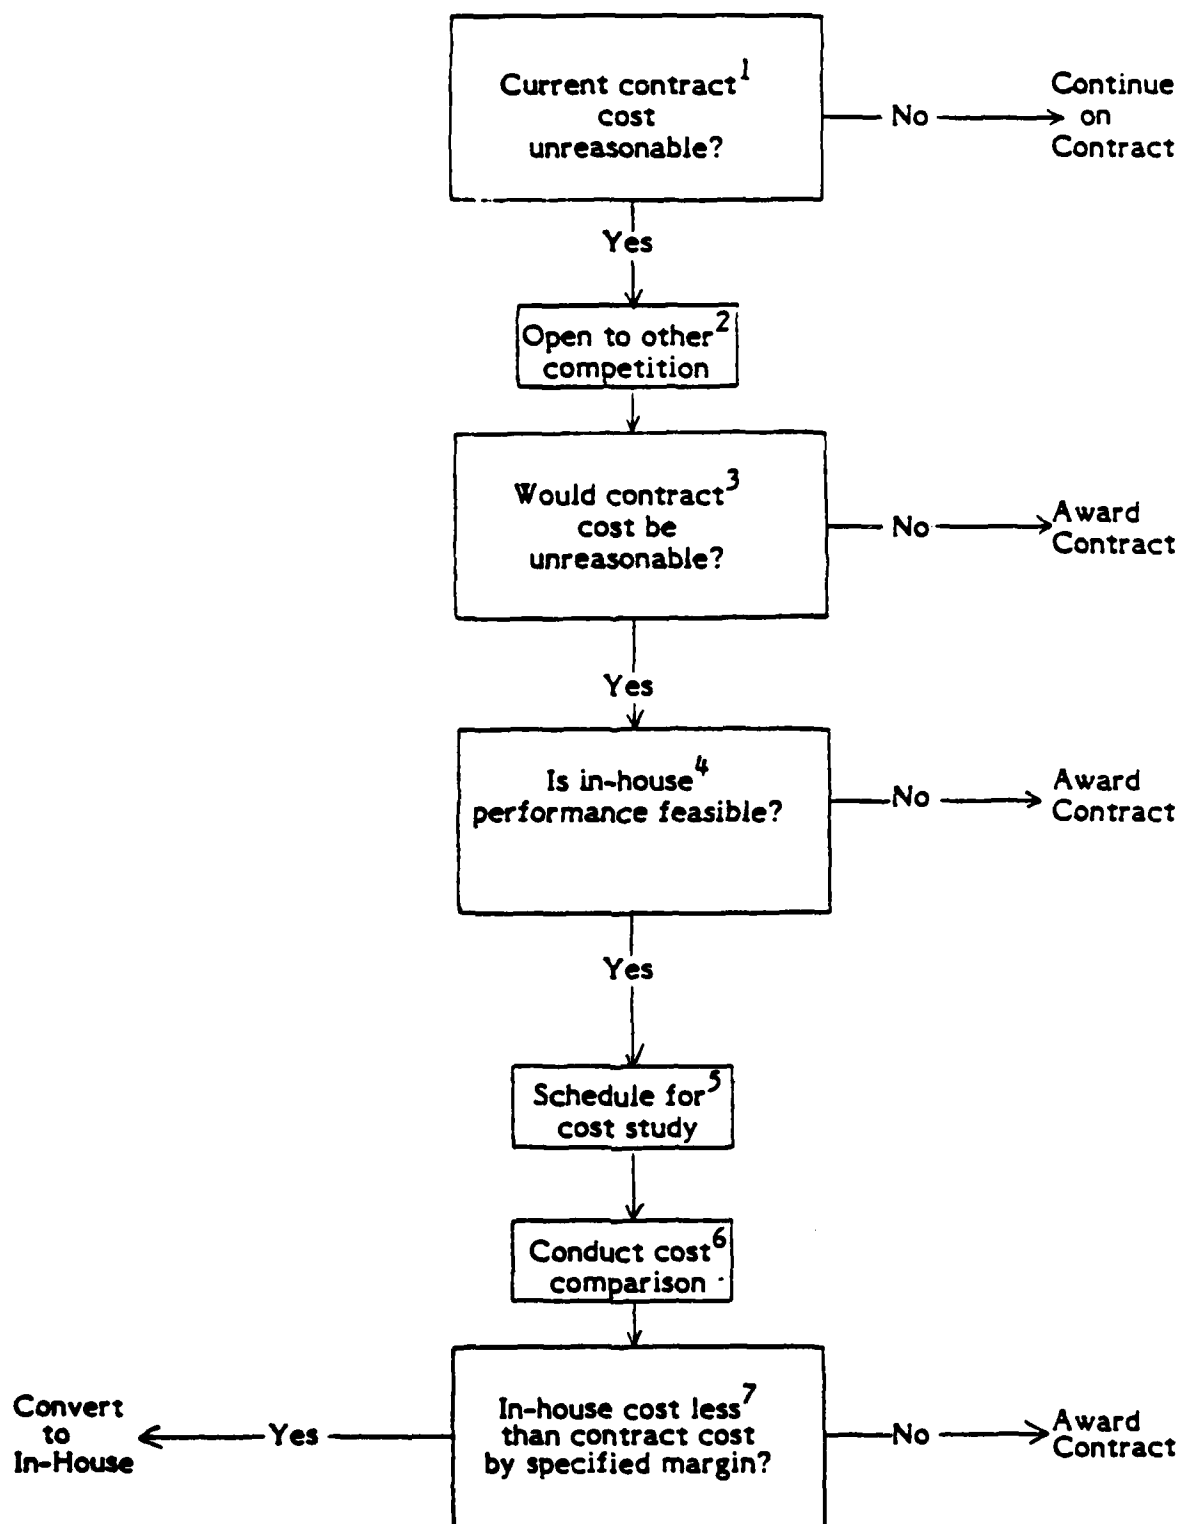 Current contract1
cost
unreasonable?
No
Continue
on
Contract
Yes
Open to other2
competition
Would contract3
cost be
unreasonable?
No
Award
Contract
Yes
Is in-house4
performance feasible?
No
Award
Contract
Yes
Schedule for5
cost study
Conduct cost6
comparison
Convert
to
In-House
Yes
In-house cost less7
than contract cost
by specified margin?
No
Award
Contract